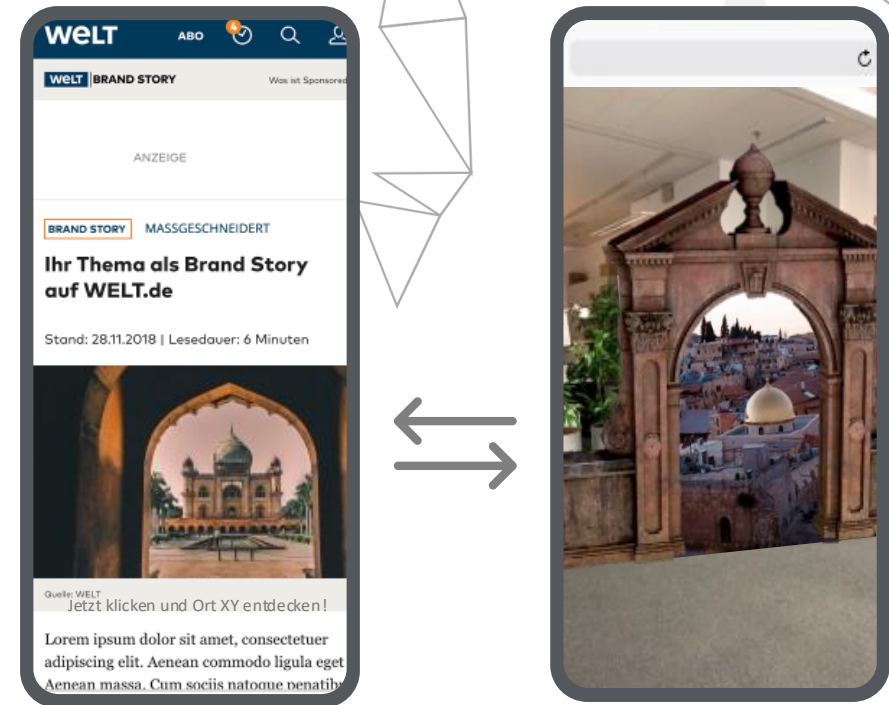 WELT
ABO
4
WELT BRAND STORY
Was ist Sponsored
ANZEIGE
BRAND STORY MASSGESCHNEIDERT
Ihr Thema als Brand Story
auf WELT.de
Stand: 28.11.2018 | Lesedauer: 6 Minuten
Quelle: WELT
Jetzt klicken und Ort XY entdecken!
Lorem ipsum dolor sit amet, consectetuer
adipiscing elit. Aenean commodo ligula eget
Aenean massa. Cum sociis natoque penatib